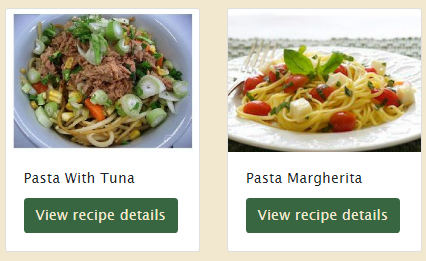 Pasta With Tuna
View recipe details
Pasta Margherita
View recipe details